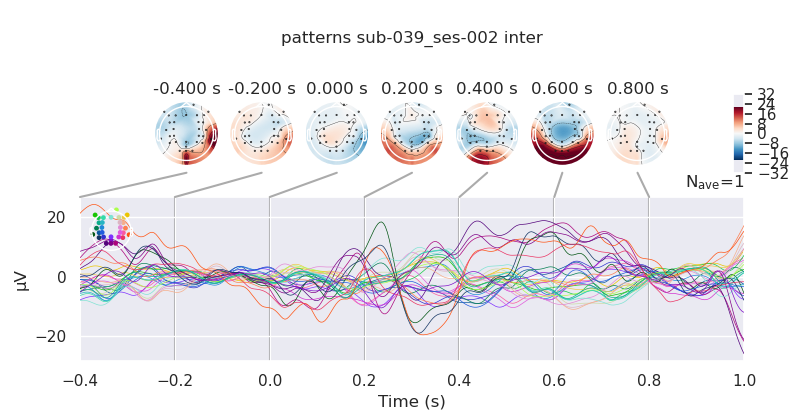 patterns sub-039_ses-002 inter
-0.400 s -0.200 s 0.000 s 0.200 s 0.400 s 0.600 s 0.800 s
32
24
16
8
0
−8
−16
−24
−32
Nave=1
20
0
−20
µV
−0.4 −0.2 0.0 0.2 0.4 0.6 0.8 1.0
Time (s)